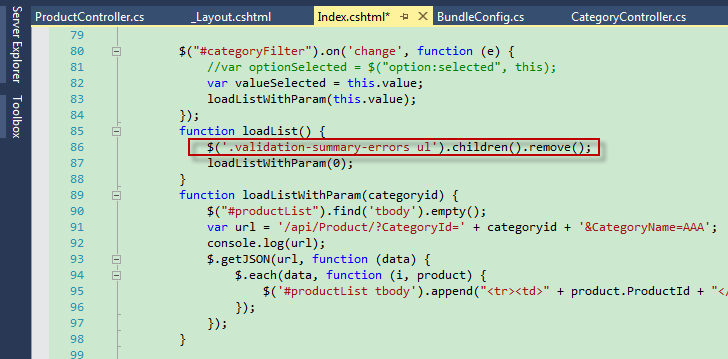 ProductController.cs _Layout.cshtml Index.cshtml* BundleConfig.cs CategoryController.cs
Server Explorer
Toolbox
79
80 $("#categoryFilter").on('change', function (e) {
81 //var optionSelected = $("option:selected", this);
82 var valueSelected = this.value;
83 loadListWithParam(this.value);
84 });
85 function loadList() {
86 $('.validation-summary-errors ul').children().remove();
87 loadListWithParam(0);
88 }
89 function loadListWithParam(categoryid) {
90 $("#productList").find('tbody').empty();
91 var url = '/api/Product/?CategoryId=' + categoryid + '&CategoryName=AAA';
92 console.log(url);
93 $.getJSON(url, function (data) {
94 $.each(data, function (i, product) {
95 $('#productList tbody').append("<tr><td>" + product.ProductId + "</
96 });
97 });
98 }
99